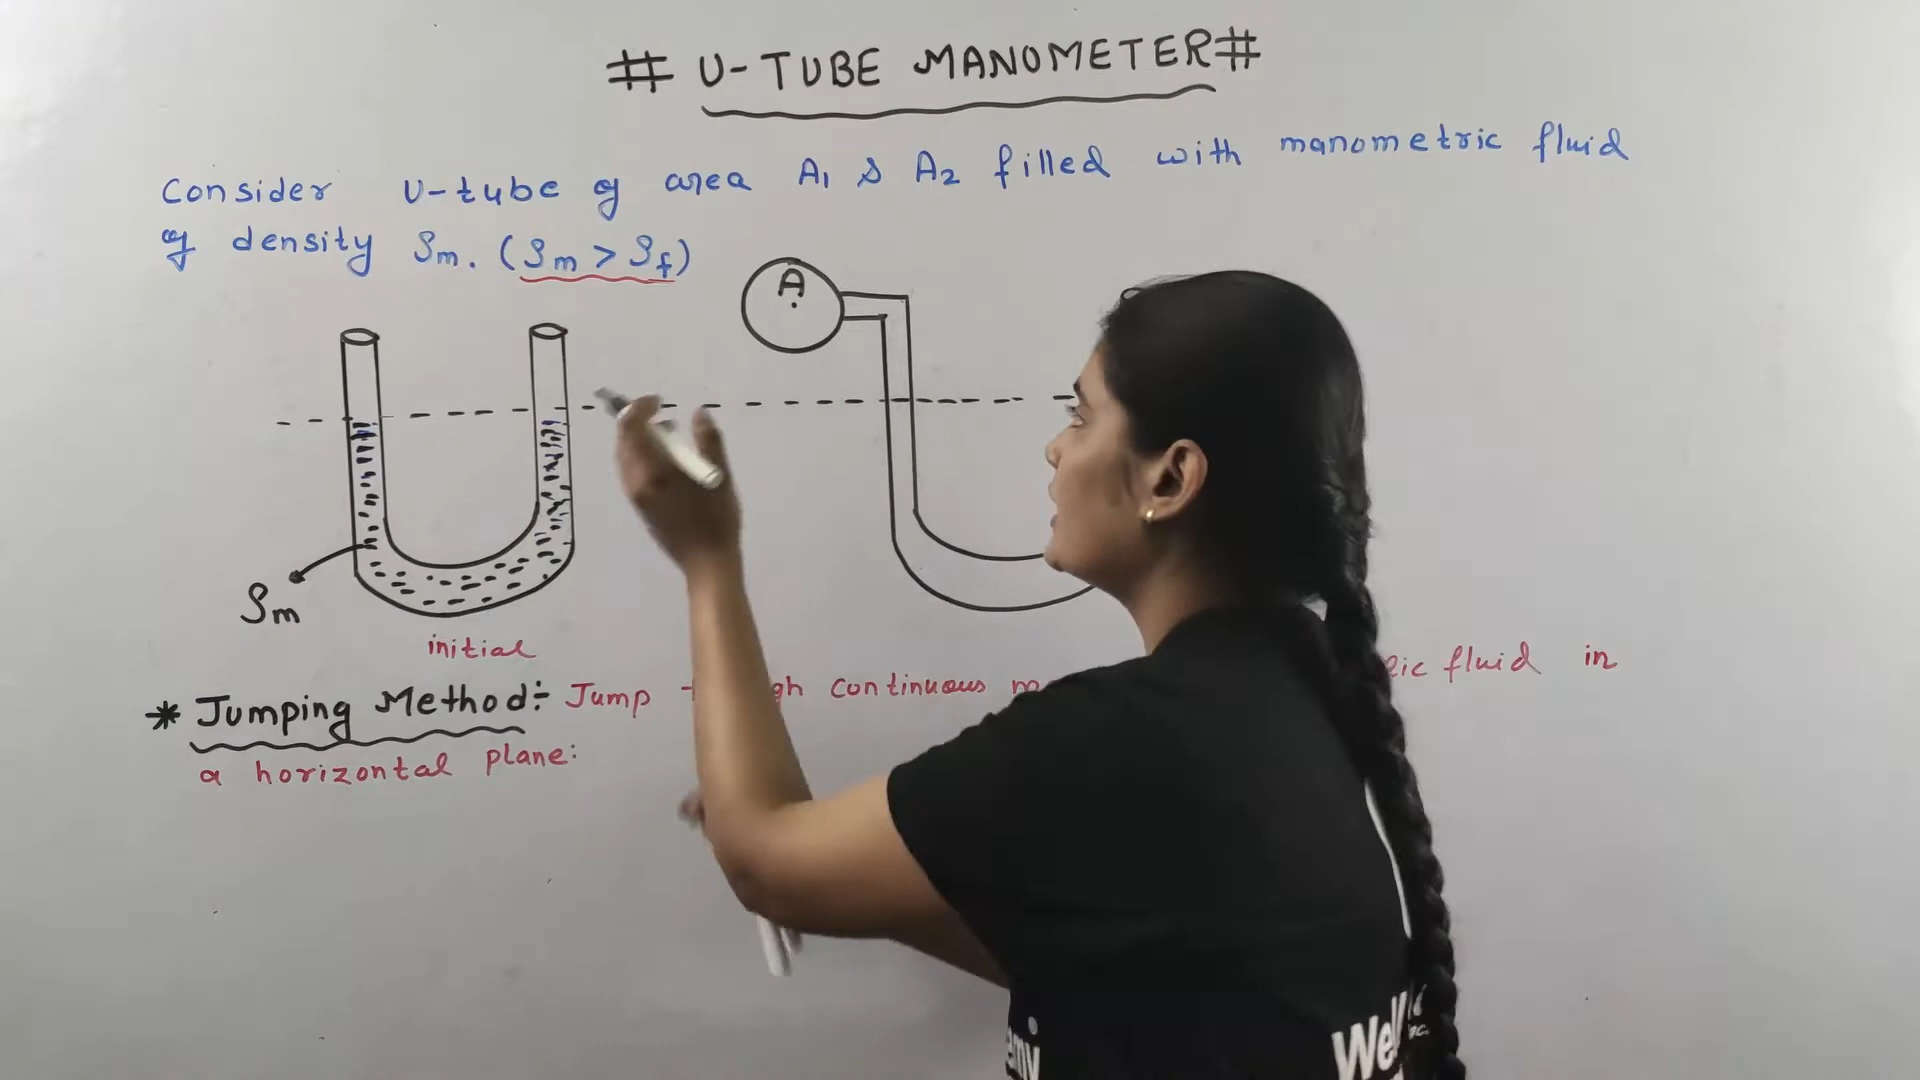 # U-TUBE MANOMETER #
Consider U-tube of area A1 & A2 filled with manometric fluid
of density ρm. (ρm > ρf)
A
ρm
initial
* Jumping Method÷ Jump continuous fluid in
a horizontal plane: